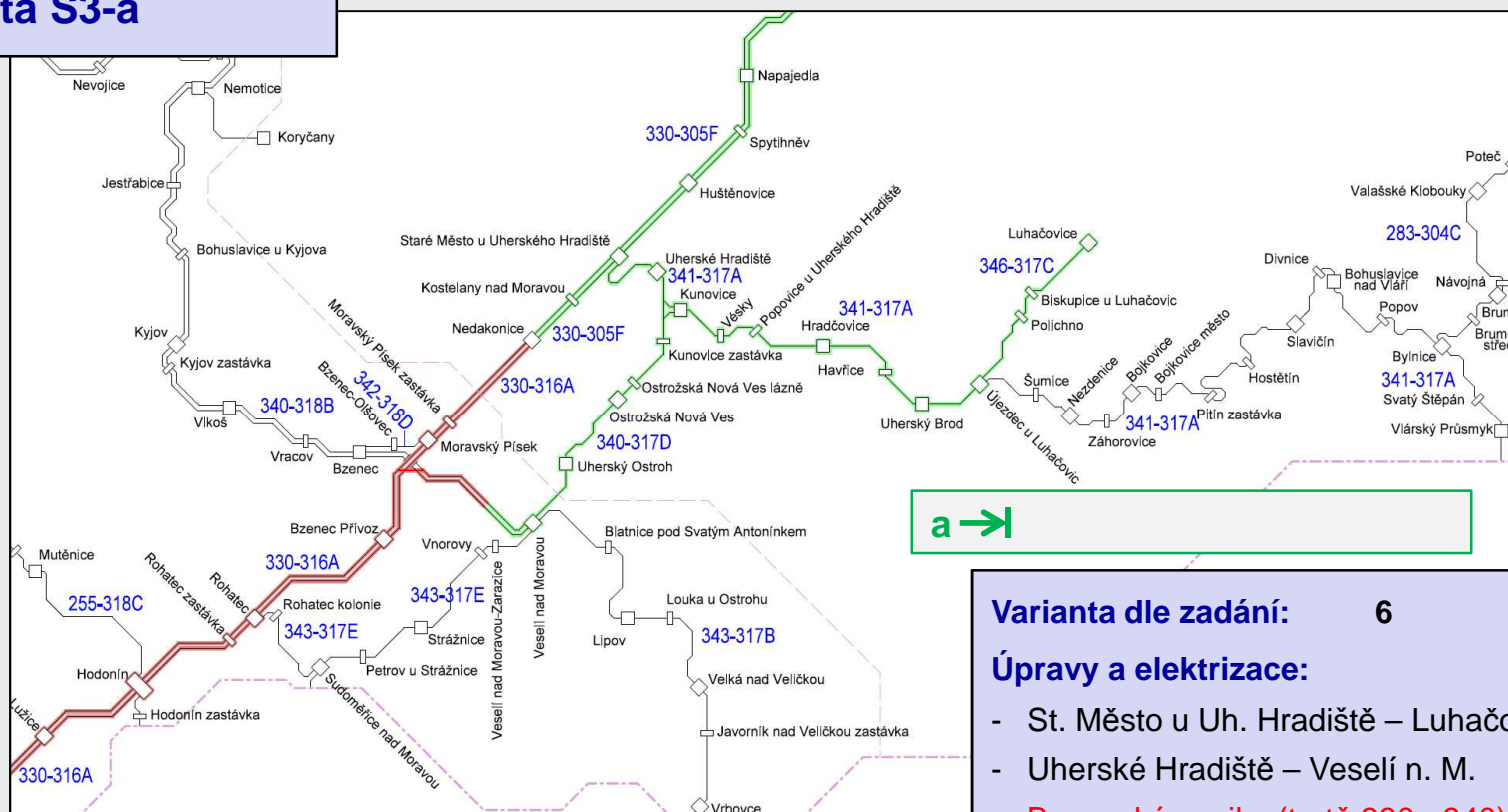 ta S3-a
Napajedla
Nevojice
Nemotice
Koryčany
330-305F
Spytihněv
Poteč
Jestřabice
Huštěnovice
Valašské Klobouky
Staré Město u Uherského Hradiště
Popovice u Uherského Hradiště
Luhačovice
283-304C
Bohuslavice u Kyjova
Uherské Hradiště
341-317A
346-317C
Divnice
Bohuslavice
nad Vláří
Návojná
Kostelany nad Moravou
Kunovice
Věsky
Biskupice u Luhačovic
Popov
Moravský Písek zastávka
Nedakonice
330-305F
341-317A
Hradčovice
Polichno
Slavičín
Kyjov
Kunovice zastávka
Havřice
Bojkovice město
Bojkovice
Bylnice
Kyjov zastávka
Bzenec-Olšovec
342-318D
330-316A
Ostrožská Nová Ves lázně
Šumice
Nezdenice
Hostětín
341-317A
Svatý Štěpán
340-318B
Vlkoš
Ostrožská Nová Ves
Uherský Brod
Újezdec u Luhačovic
341-317A
Pitín zastávka
Záhorovice
Vlárský Průsmyk
Vracov
Bzenec
Moravský Písek
340-317D
Uherský Ostroh
Bzenec Přívoz
a
Mutěnice
Vnorovy
Veselí nad Moravou-Zarazice
Veselí nad Moravou
Blatnice pod Svatým Antonínkem
Rohatec zastávka
Rohatec
330-316A
255-318C
Rohatec kolonie
343-317E
343-317E
Strážnice
Louka u Ostrohu
Lipov
343-317B
Hodonín
Petrov u Strážnice
Sudoměřice nad Moravou
Velká nad Veličkou
Lužice
Hodonín zastávka
Javorník nad Veličkou zastávka
330-316A
Vrbovce
Varianta dle zadání: 6
Úpravy a elektrizace:
- St. Město u Uh. Hradiště – Luhačo
- Uherské Hradiště – Veselí n. M.